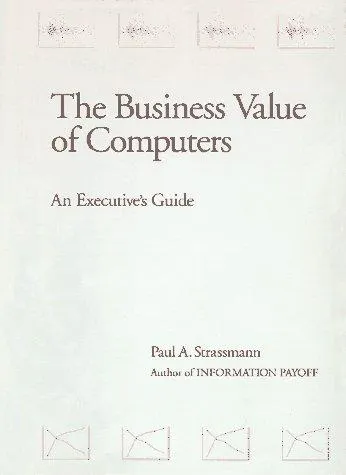 The Business Value
of Computers
An Executive's Guide
Paul A. Strassmann
Author of INFORMATION PAYOFF